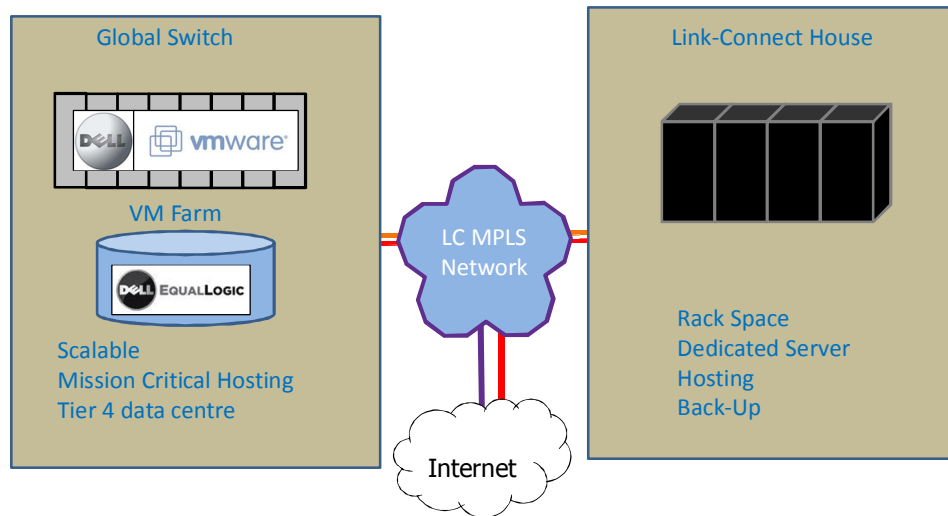 Global Switch
DELL vmware®
VM Farm
DELL EQUALLOGIC
Scalable
Mission Critical Hosting
Tier 4 data centre
LC MPLS
Network
Internet
Link-Connect House
Rack Space
Dedicated Server
Hosting
Back-Up